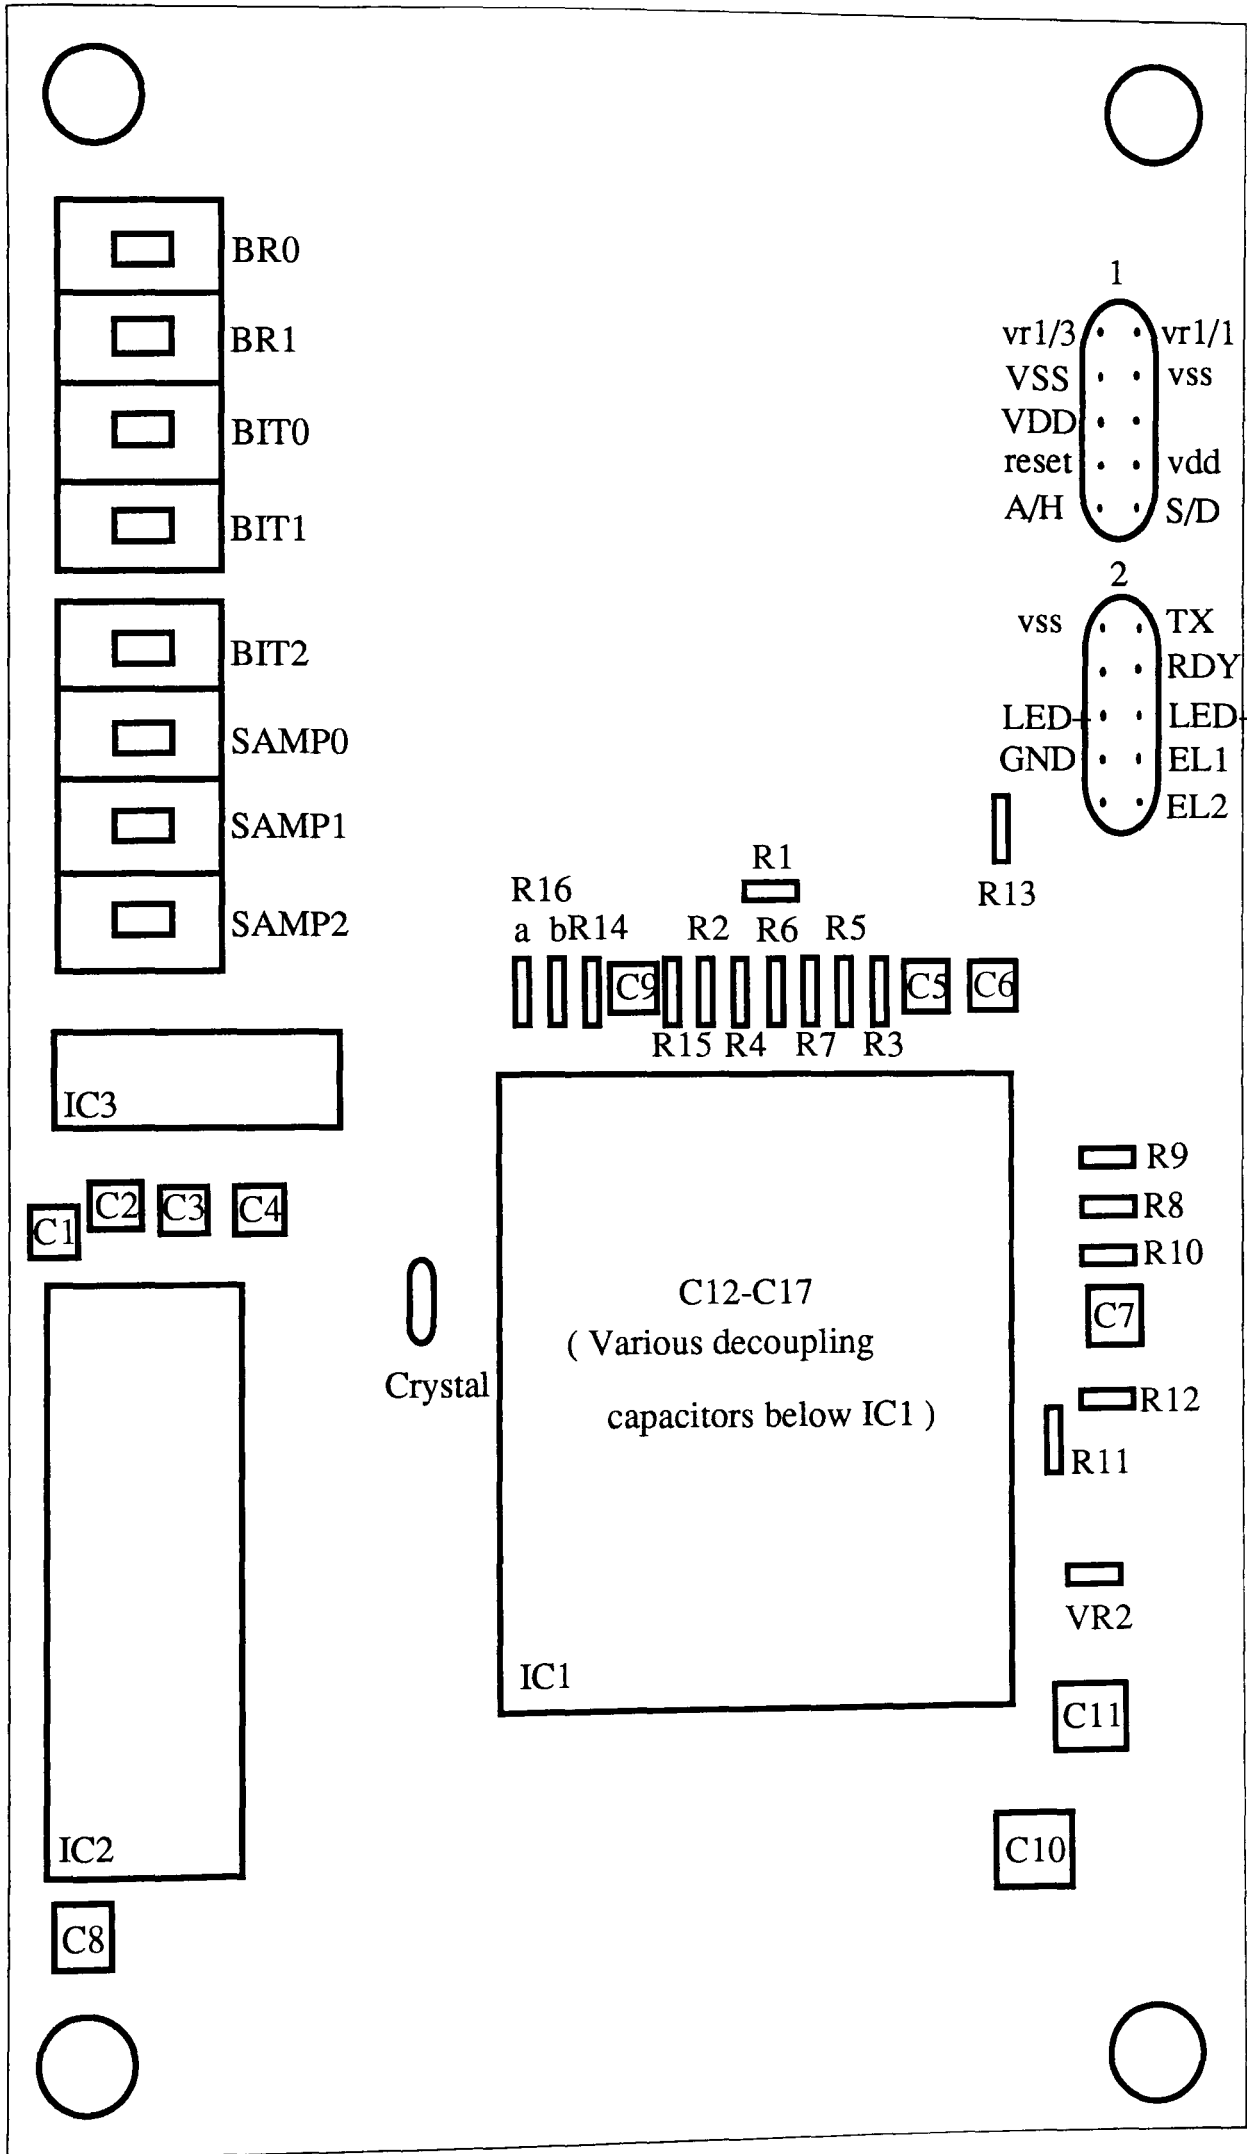 BR0
BR1
BIT0
BIT1
BIT2
SAMP0
SAMP1
SAMP2
1
vr1/3 vr1/1
VSS vss
VDD
reset vdd
A/H S/D
2
vss TX
RDY
LED+ LED-
GND EL1
EL2
R13
R1
R16
a b R14 R2 R6 R5
C9 C5 C6
R15 R4 R7 R3
IC3
C1 C2 C3 C4
Crystal
C12-C17
( Various decoupling
capacitors below IC1 )
IC1
R9
R8
R10
C7
R12
R11
VR2
C11
C10
IC2
C8